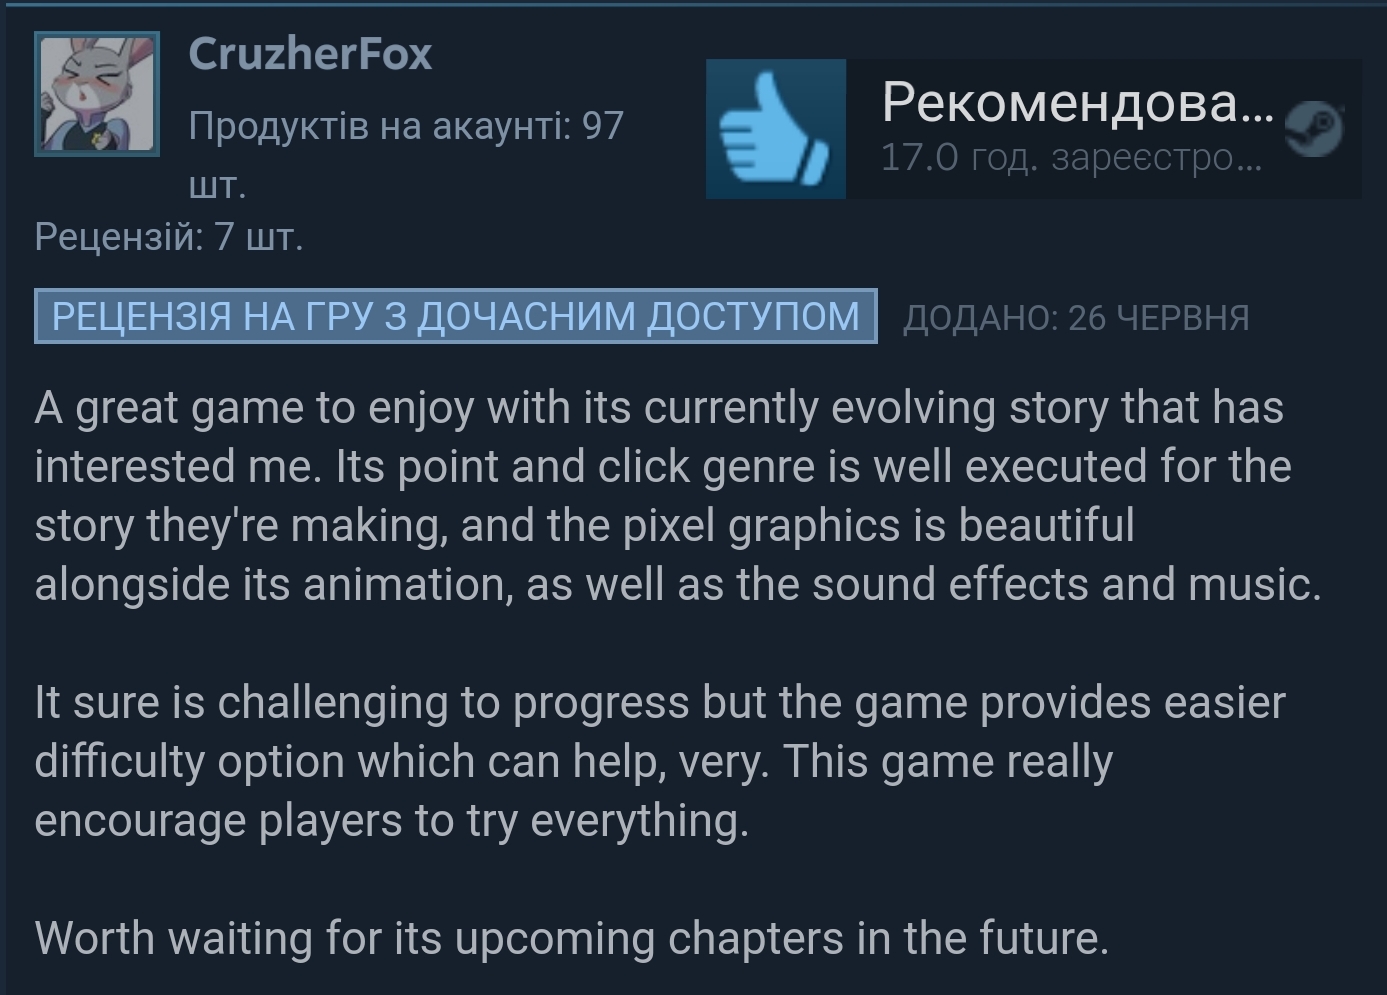 CruzherFox
Продуктів на акаунті: 97
шт.
Рецензій: 7 шт.
Рекомендова...
17.0 год. зареєстро...
РЕЦЕНЗІЯ НА ГРУ З ДОЧАСНИМ ДОСТУПОМ
ДОДАНО: 26 ЧЕРВНЯ
A great game to enjoy with its currently evolving story that has
interested me. Its point and click genre is well executed for the
story they're making, and the pixel graphics is beautiful
alongside its animation, as well as the sound effects and music.
It sure is challenging to progress but the game provides easier
difficulty option which can help, very. This game really
encourage players to try everything.
Worth waiting for its upcoming chapters in the future.